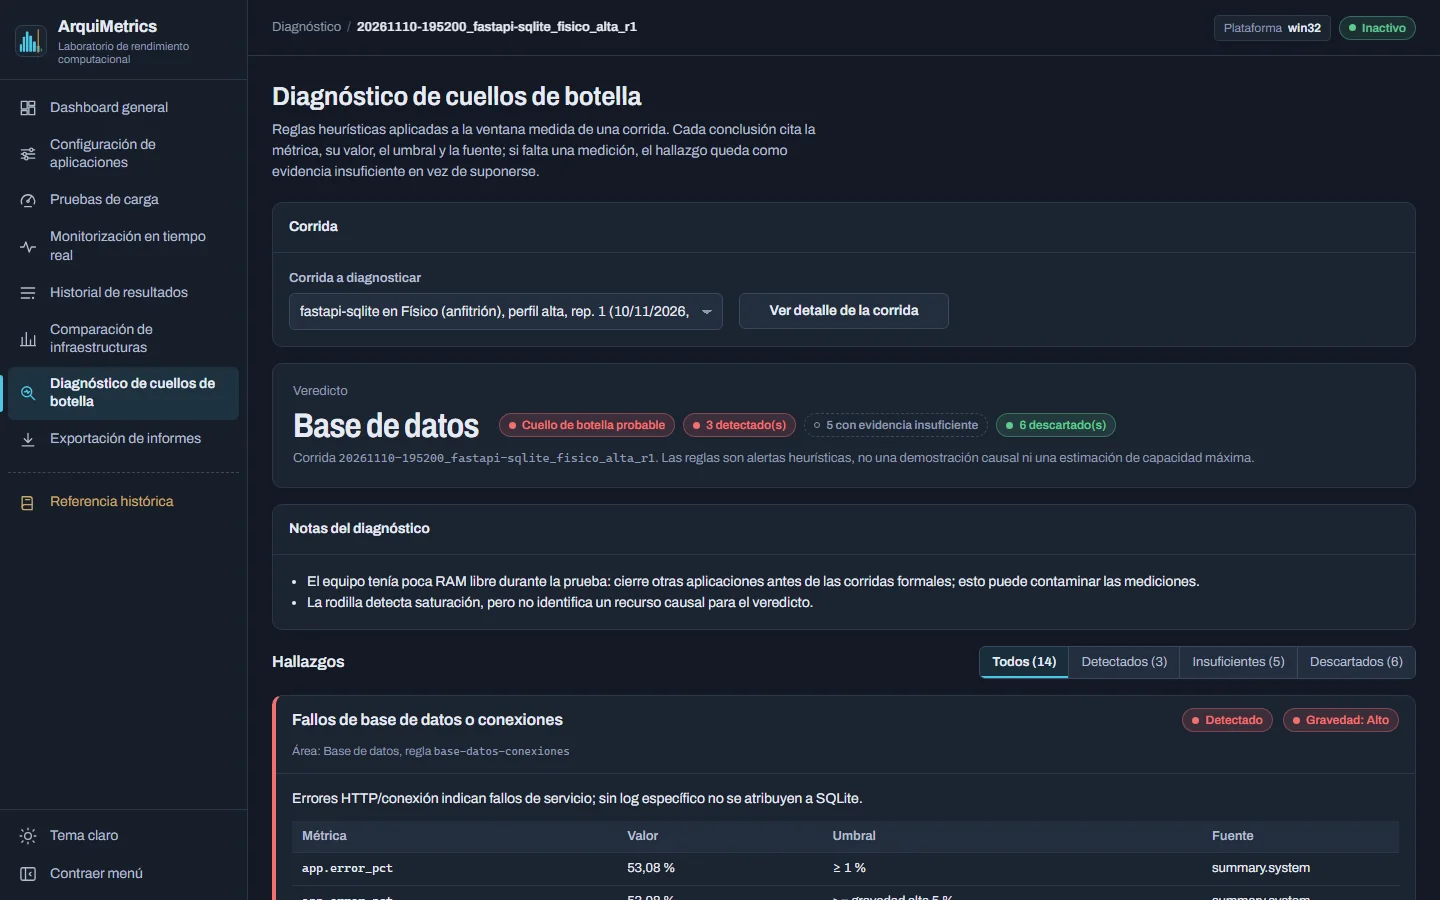 ArquiMetrics
Laboratorio de rendimiento
computacional
Dashboard general
Configuración de
aplicaciones
Pruebas de carga
Monitorización en tiempo
real
Historial de resultados
Comparación de
infraestructuras
Diagnóstico de cuellos de
botella
Exportación de informes
Referencia histórica
Tema claro
Contraer menú
Diagnóstico / 20261110-195200_fastapi-sqlite_fisico_alta_r1
Plataforma win32
Inactivo
Diagnóstico de cuellos de botella
Reglas heurísticas aplicadas a la ventana medida de una corrida. Cada conclusión cita la
métrica, su valor, el umbral y la fuente; si falta una medición, el hallazgo queda como
evidencia insuficiente en vez de suponerse.
Corrida
Corrida a diagnosticar
fastapi-sqlite en Físico (anfitrión), perfil alta, rep. 1 (10/11/2026,
Ver detalle de la corrida
Veredicto
Base de datos Cuello de botella probable 3 detectado(s) 5 con evidencia insuficiente 6 descartado(s)
Corrida 20261110-195200_fastapi-sqlite_fisico_alta_r1. Las reglas son alertas heurísticas, no una demostración causal ni una estimación de capacidad máxima.
Notas del diagnóstico
• El equipo tenía poca RAM libre durante la prueba: cierre otras aplicaciones antes de las corridas formales; esto puede contaminar las mediciones.
• La rodilla detecta saturación, pero no identifica un recurso causal para el veredicto.
Hallazgos
Todos (14) Detectados (3) Insuficientes (5) Descartados (6)
Fallos de base de datos o conexiones
Detectado Gravedad: Alto
Área: Base de datos, regla base-datos-conexiones
Errores HTTP/conexión indican fallos de servicio; sin log específico no se atribuyen a SQLite.
Métrica Valor Umbral Fuente
app.error_pct 53,08 % ≥ 1 % summary.system
app.error_pct 53,08 % >= gravedad alta 5 % summary.system